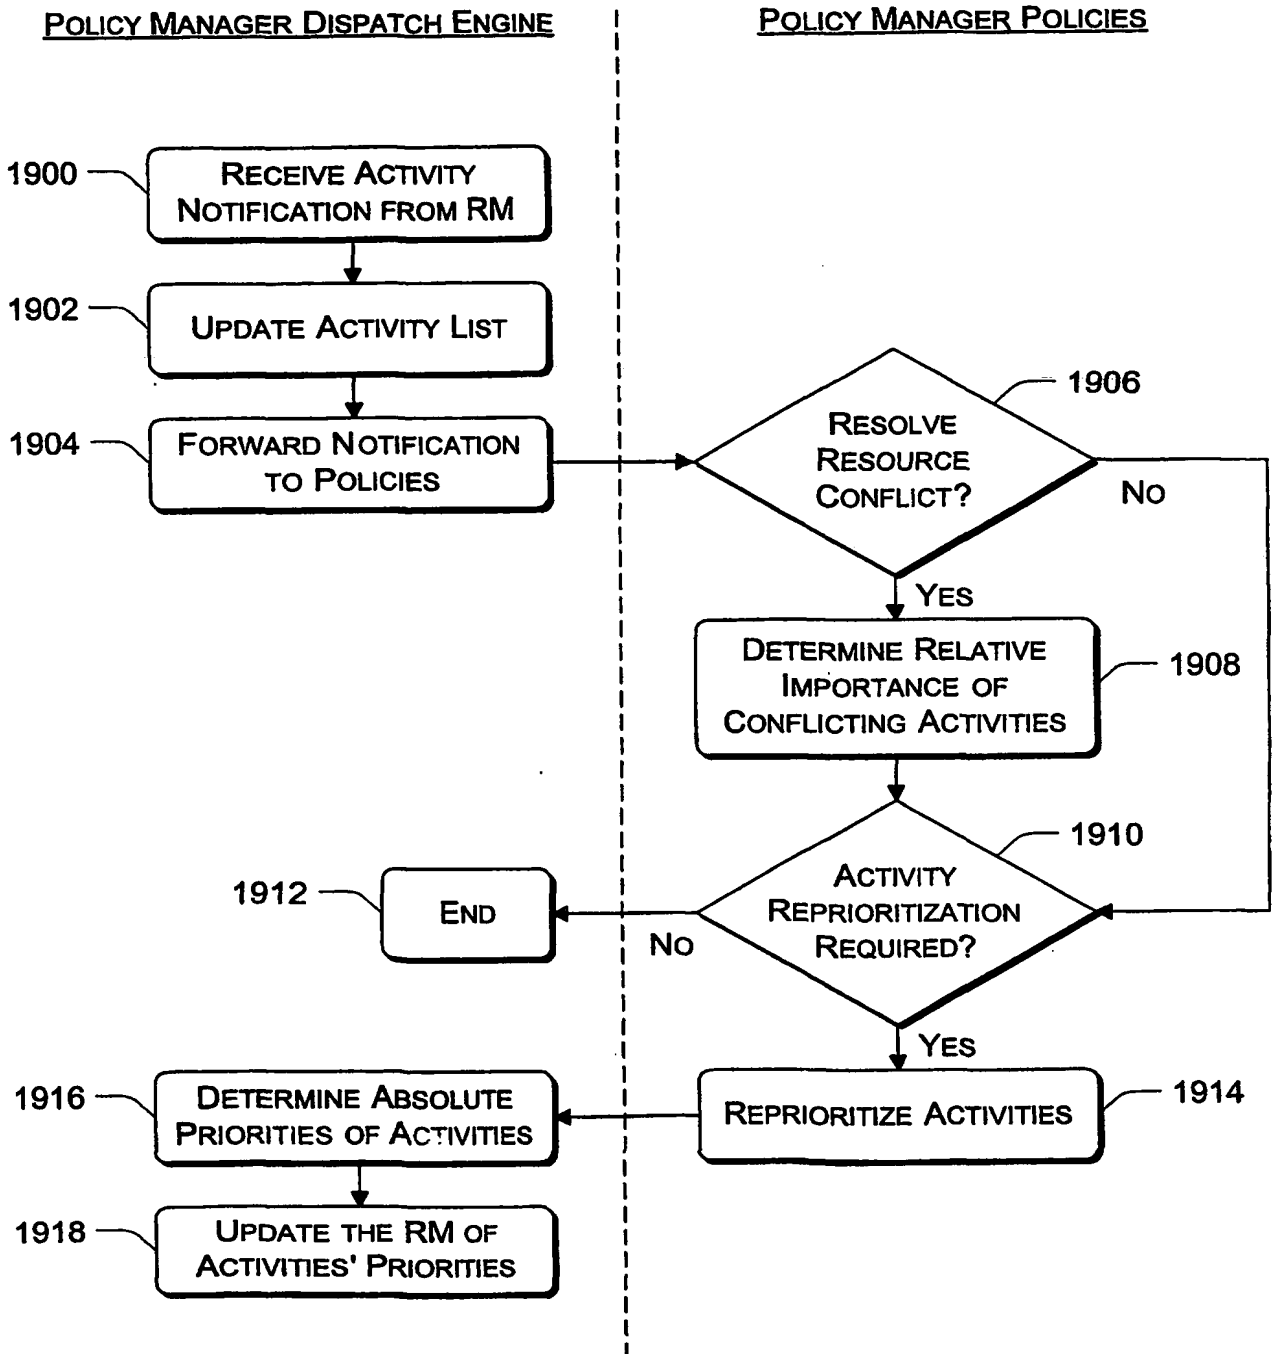 POLICY MANAGER DISPATCH ENGINE
POLICY MANAGER POLICIES
1900
RECEIVE ACTIVITY
NOTIFICATION FROM RM
1902
UPDATE ACTIVITY LIST
1904
FORWARD NOTIFICATION
TO POLICIES
1906
RESOLVE
RESOURCE
CONFLICT?
NO
YES
DETERMINE RELATIVE
IMPORTANCE OF
CONFLICTING ACTIVITIES
1908
1910
ACTIVITY
REPRIORITIZATION
REQUIRED?
1912
END
NO
YES
1914
REPRIORITIZE ACTIVITIES
1916
DETERMINE ABSOLUTE
PRIORITIES OF ACTIVITIES
1918
UPDATE THE RM OF
ACTIVITIES' PRIORITIES